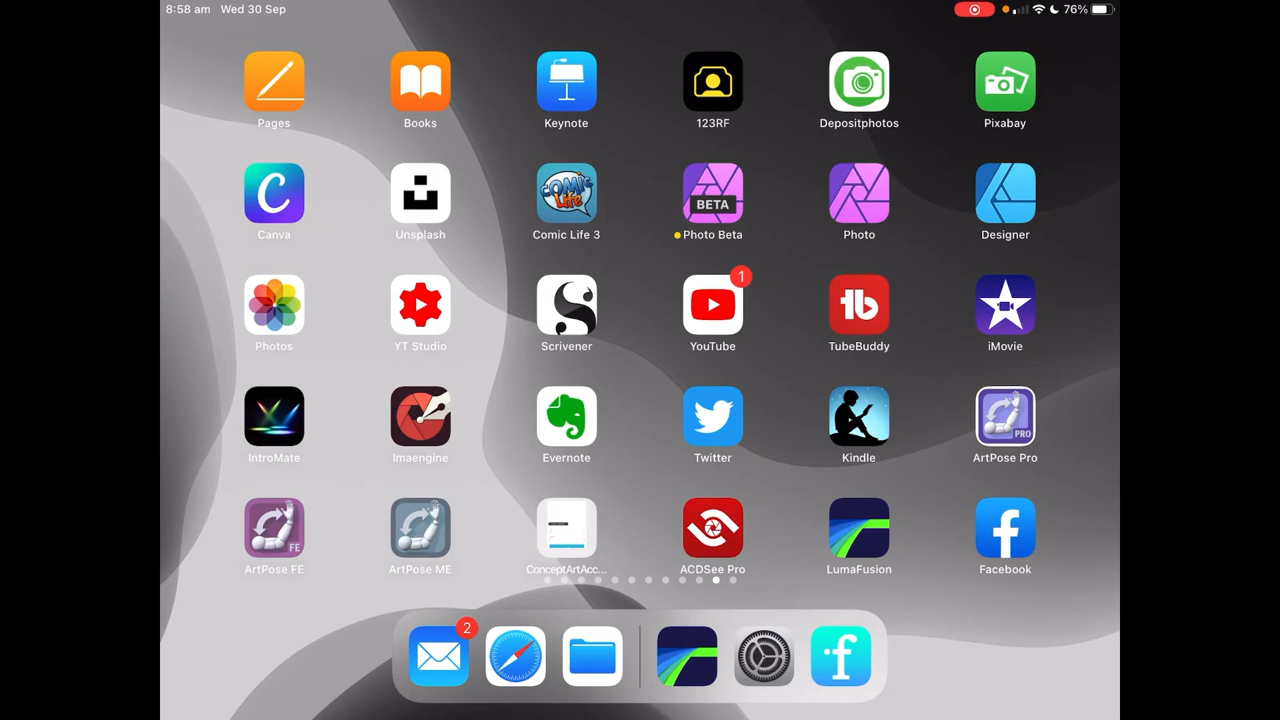 8:58 am Wed 30 Sep 76%
Pages Books Keynote 123RF Depositphotos Pixabay
BETA
Canva Unsplash Comic Life 3 Photo Beta Photo Designer
1
Photos YT Studio Scrivener YouTube TubeBuddy iMovie
PRO
IntroMate Imaengine Evernote Twitter Kindle ArtPose Pro
FE
ArtPose FE ArtPose ME ConceptArtAcc... ACDSee Pro LumaFusion Facebook
2